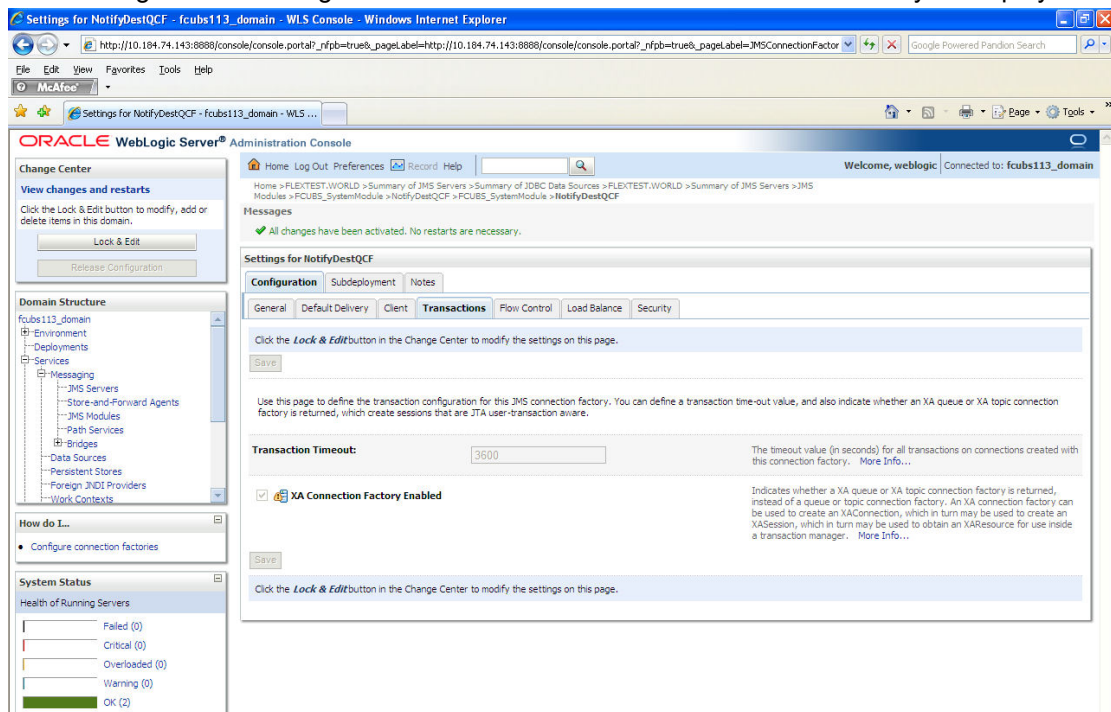 Settings for NotifyDestQCF - fcubs113_domain - WLS Console - Windows Internet Explorer
http://10.184.74.143:8888/console/console.portal?_nfpb=true&_pageLabel=http://10.184.74.143:8888/console/console.portal?_nfpb=true&_pageLabel=JMSConnectionFactor
Google Powered Pandion Search
File Edit View Favorites Tools Help
McAfee
Settings for NotifyDestQCF - fcubs113_domain - WLS ...
Page Tools
ORACLE WebLogic Server® Administration Console
Change Center
View changes and restarts
Click the Lock & Edit button to modify, add or
delete items in this domain.
Lock & Edit
Release Configuration
Domain Structure
fcubs113_domain
Environment
Deployments
Services
Messaging
JMS Servers
Store-and-Forward Agents
JMS Modules
Path Services
Bridges
Data Sources
Persistent Stores
Foreign JNDI Providers
Work Contexts
How do I...
Configure connection factories
System Status
Health of Running Servers
Failed (0)
Critical (0)
Overloaded (0)
Warning (0)
OK (2)
Home Log Out Preferences Record Help
Welcome, weblogic Connected to: fcubs113_domain
Home >FLEXTEST.WORLD >Summary of JMS Servers >Summary of JDBC Data Sources >FLEXTEST.WORLD >Summary of JMS Servers >JMS
Modules >FCUBS_SystemModule >NotifyDestQCF >FCUBS_SystemModule >NotifyDestQCF
Messages
All changes have been activated. No restarts are necessary.
Settings for NotifyDestQCF
Configuration Subdeployment Notes
General Default Delivery Client Transactions Flow Control Load Balance Security
Click the Lock & Edit button in the Change Center to modify the settings on this page.
Save
Use this page to define the transaction configuration for this JMS connection factory. You can define a transaction time-out value, and also indicate whether an XA queue or XA topic connection
factory is returned, which create sessions that are JTA user-transaction aware.
Transaction Timeout:
3600
The timeout value (in seconds) for all transactions on connections created with
this connection factory. More Info...
XA Connection Factory Enabled
Indicates whether a XA queue or XA topic connection factory is returned,
instead of a queue or topic connection factory. An XA connection factory can
be used to create an XAConnection, which in turn may be used to create an
XASession, which in turn may be used to obtain an XAResource for use inside
a transaction manager. More Info...
Save
Click the Lock & Edit button in the Change Center to modify the settings on this page.